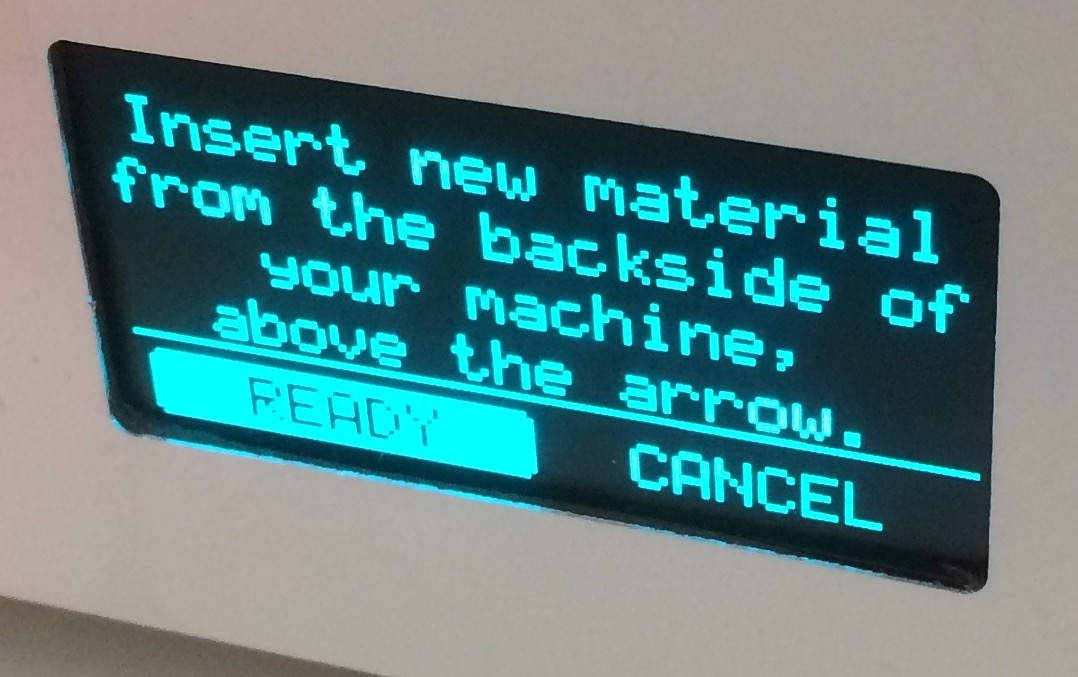 Insert new material
from the backside of
your machine,
above the arrow.
READY CANCEL